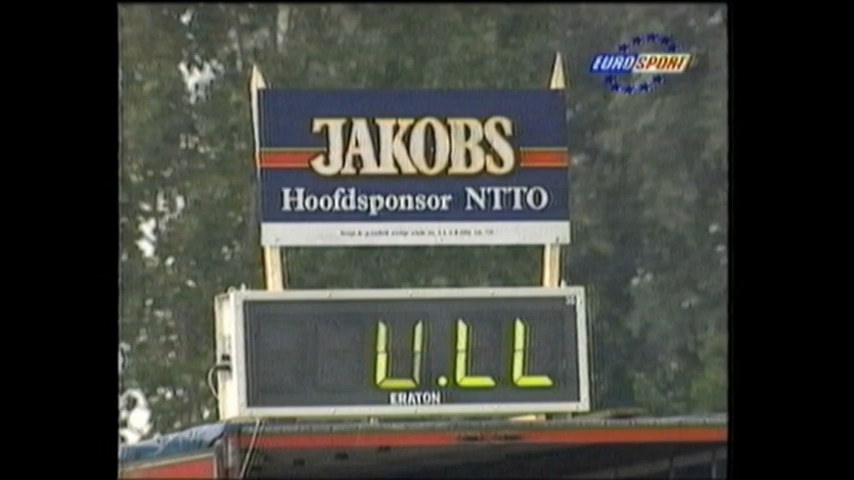 EUROSPORT
JAKOBS
Hoofdsponsor NTTO
U.LL
ERATON